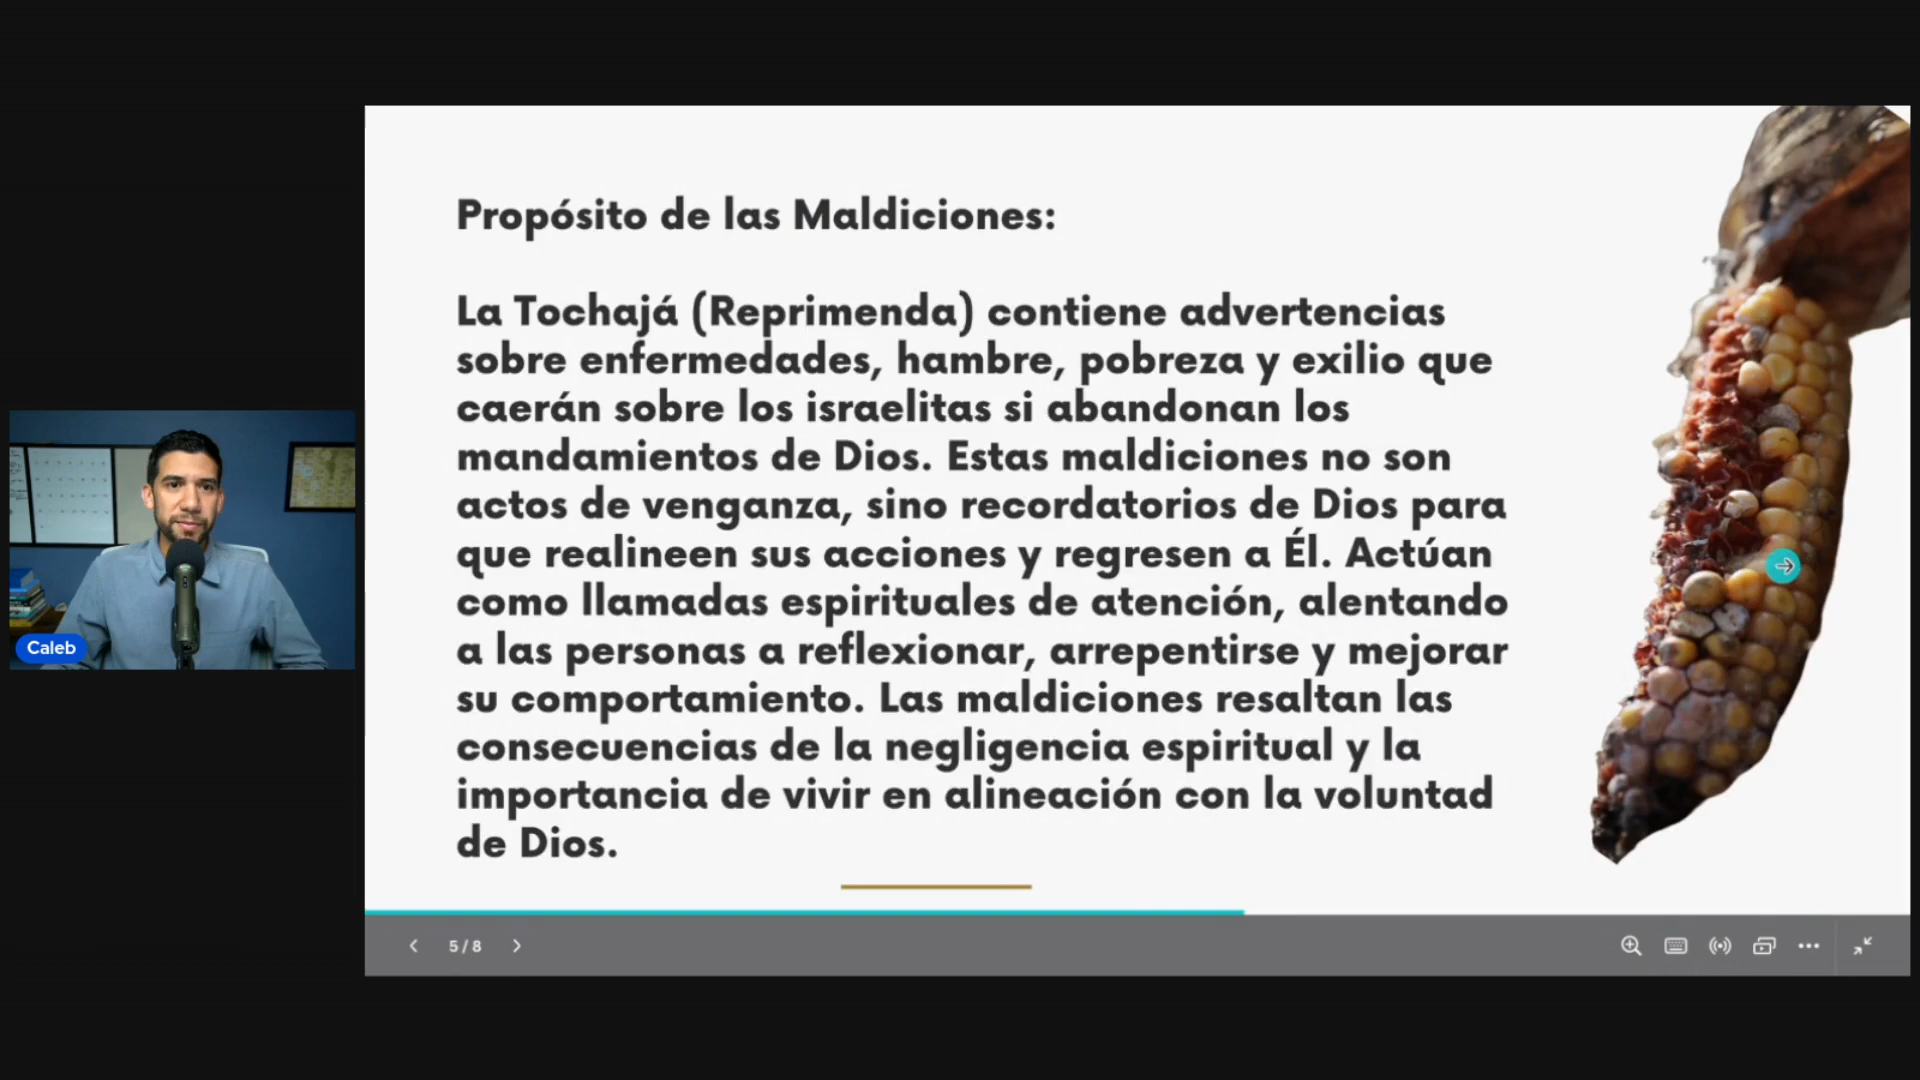 Propósito de las Maldiciones:
La Tochajá (Reprimenda) contiene advertencias
sobre enfermedades, hambre, pobreza y exilio que
caerán sobre los israelitas si abandonan los
mandamientos de Dios. Estas maldiciones no son
actos de venganza, sino recordatorios de Dios para
que realineen sus acciones y regresen a Él. Actúan
como llamadas espirituales de atención, alentando
a las personas a reflexionar, arrepentirse y mejorar
su comportamiento. Las maldiciones resaltan las
consecuencias de la negligencia espiritual y la
importancia de vivir en alineación con la voluntad
de Dios.
Caleb
5 / 8